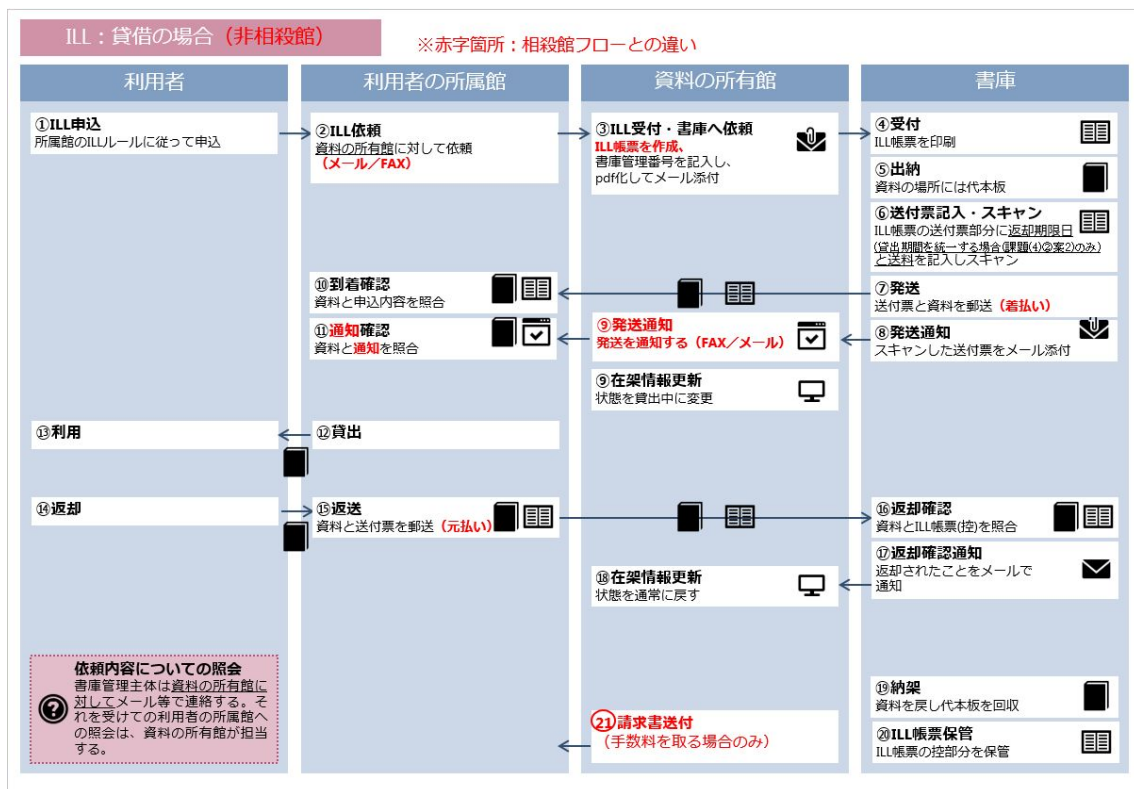 ILL：貸借の場合（非相殺館）
※赤字箇所：相殺館フローとの違い
利用者
利用者の所属館
資料の所有館
書庫
①ILL申込
所属館のILLルールに従って申込
②ILL依頼
資料の所有館に対して依頼
（メール／FAX）
③ILL受付・書庫へ依頼
ILL帳票を作成、
書庫管理番号を記入し、
pdf化してメール添付
④受付
ILL帳票を印刷
⑤出納
資料の場所には代本板
⑥送付票記入・スキャン
ILL帳票の送付票部分に返却期限日
(貸出期間を統一する場合(課題(4)②案2)のみ)
と送料を記入しスキャン
⑦発送
送付票と資料を郵送（着払い）
⑧発送通知
スキャンした送付票をメール添付
⑨発送通知
発送を通知する（FAX／メール）
⑨在架情報更新
状態を貸出中に変更
⑩到着確認
資料と申込内容を照合
⑪通知確認
資料と通知を照合
⑫貸出
⑬利用
⑭返却
⑮返送
資料と送付票を郵送（元払い）
⑯返却確認
資料とILL帳票(控)を照合
⑰返却確認通知
返却されたことをメールで
通知
⑱在架情報更新
状態を通常に戻す
⑲納架
資料を戻し代本板を回収
⑳ILL帳票保管
ILL帳票の控部分を保管
21請求書送付
（手数料を取る場合のみ）
依頼内容についての照会
書庫管理主体は資料の所有館に
対してメール等で連絡する。そ
れを受けての利用者の所属館へ
の照会は、資料の所有館が担当
する。